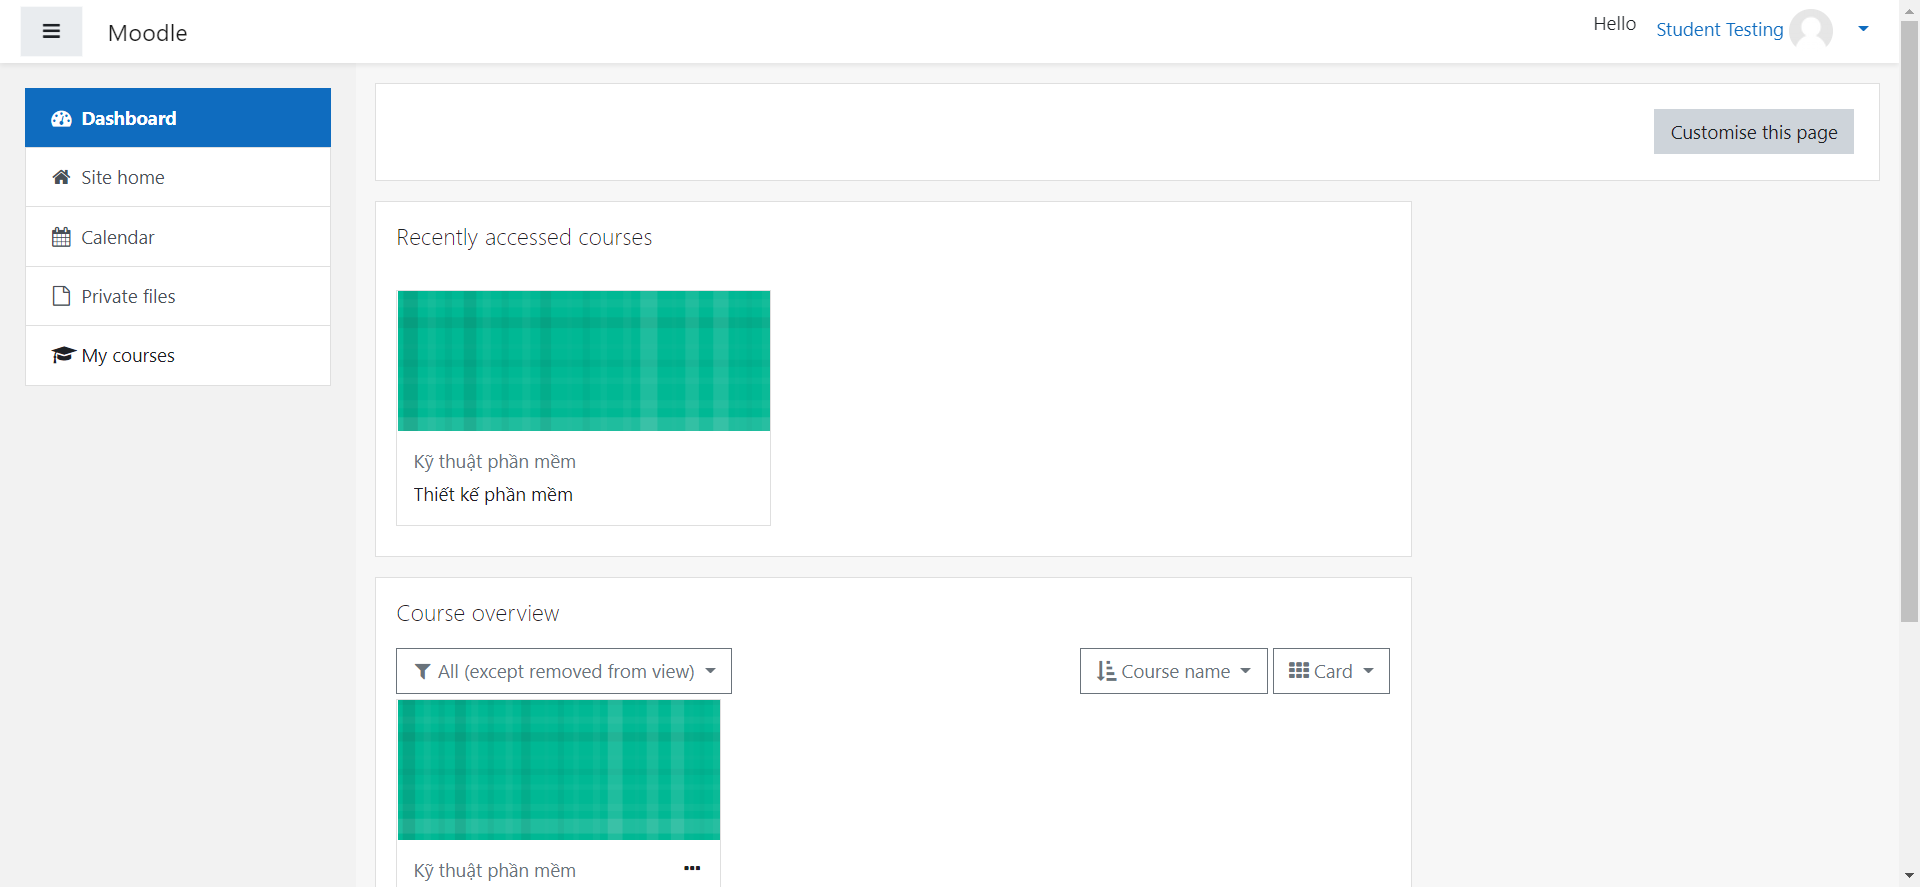 Moodle
Hello
Student Testing
Dashboard
Site home
Calendar
Private files
My courses
Customise this page
Recently accessed courses
Kỹ thuật phần mềm
Thiết kế phần mềm
Course overview
All (except removed from view)
Course name
Card
Kỹ thuật phần mềm